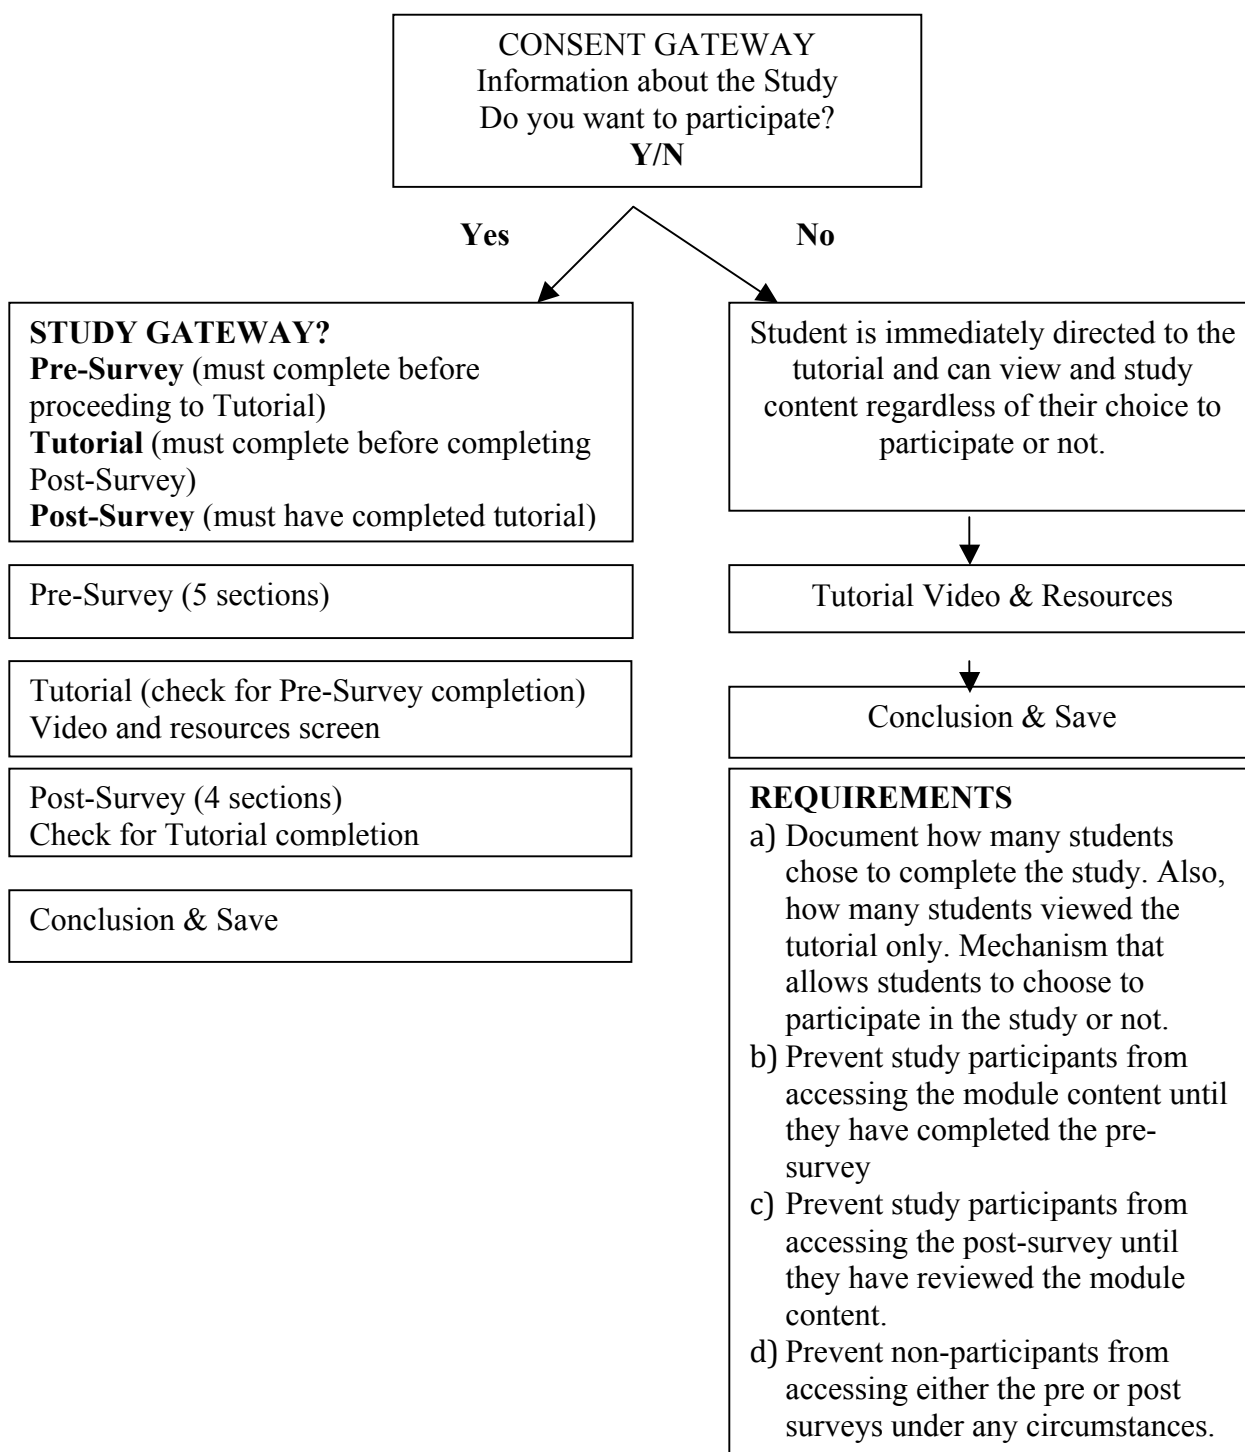 CONSENT GATEWAY
Information about the Study
Do you want to participate?
Y/N
Yes
No
STUDY GATEWAY?
Pre-Survey (must complete before
proceeding to Tutorial)
Tutorial (must complete before completing
Post-Survey)
Post-Survey (must have completed tutorial)
Pre-Survey (5 sections)
Tutorial (check for Pre-Survey completion)
Video and resources screen
Post-Survey (4 sections)
Check for Tutorial completion
Conclusion & Save
Student is immediately directed to the
tutorial and can view and study
content regardless of their choice to
participate or not.
Tutorial Video & Resources
Conclusion & Save
REQUIREMENTS
a) Document how many students
chose to complete the study. Also,
how many students viewed the
tutorial only. Mechanism that
allows students to choose to
participate in the study or not.
b) Prevent study participants from
accessing the module content until
they have completed the pre-
survey
c) Prevent study participants from
accessing the post-survey until
they have reviewed the module
content.
d) Prevent non-participants from
accessing either the pre or post
surveys under any circumstances.